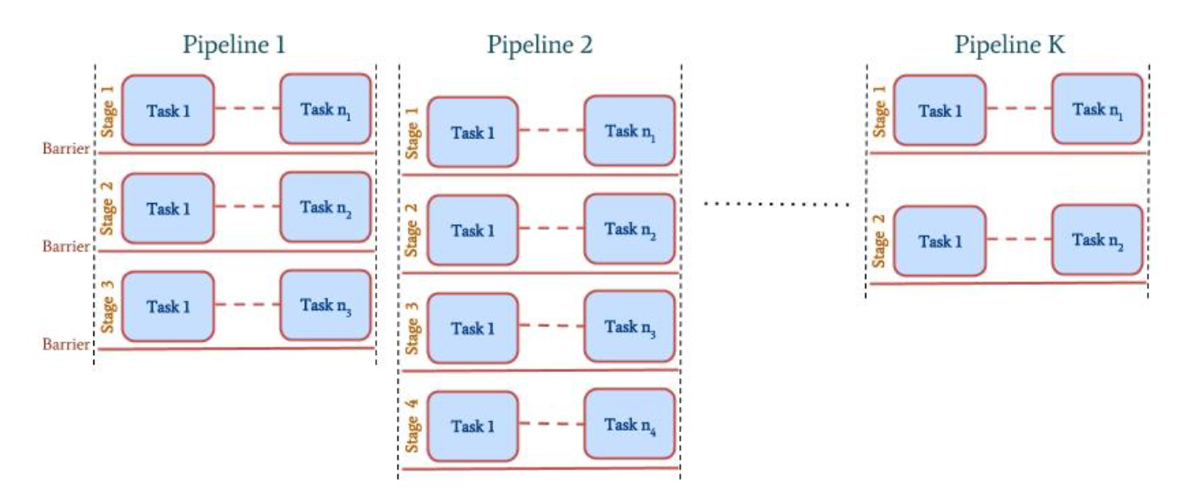 Pipeline 1
Stage 1
Task 1
Task n₁
Barrier
Stage 2
Task 1
Task n₂
Barrier
Stage 3
Task 1
Task n₃
Barrier
Pipeline 2
Stage 1
Task 1
Task n₁
Stage 2
Task 1
Task n₂
Stage 3
Task 1
Task n₃
Stage 4
Task 1
Task n₄
Pipeline K
Stage 1
Task 1
Task n₁
Stage 2
Task 1
Task n₂